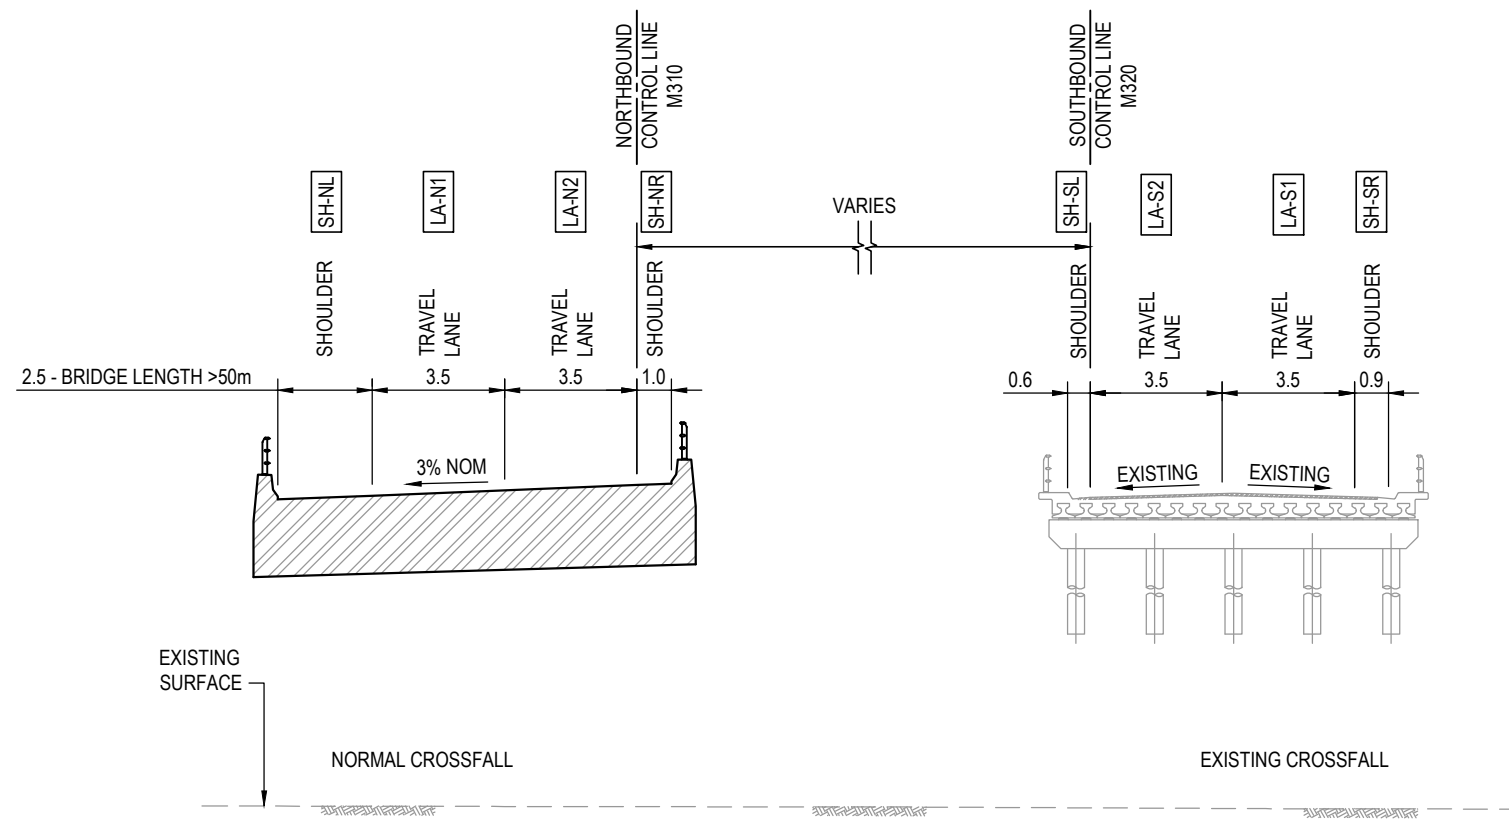 NORTHBOUND
CONTROL LINE
M310
SOUTHBOUND
CONTROL LINE
M320
SH-NL
LA-N1
LA-N2
SH-NR
VARIES
SH-SL
LA-S2
LA-S1
SH-SR
SHOULDER
TRAVEL
LANE
TRAVEL
LANE
SHOULDER
SHOULDER
TRAVEL
LANE
TRAVEL
LANE
SHOULDER
2.5 - BRIDGE LENGTH >50m
3.5
3.5
1.0
0.6
3.5
3.5
0.9
3% NOM
EXISTING
EXISTING
EXISTING
SURFACE
NORMAL CROSSFALL
EXISTING CROSSFALL